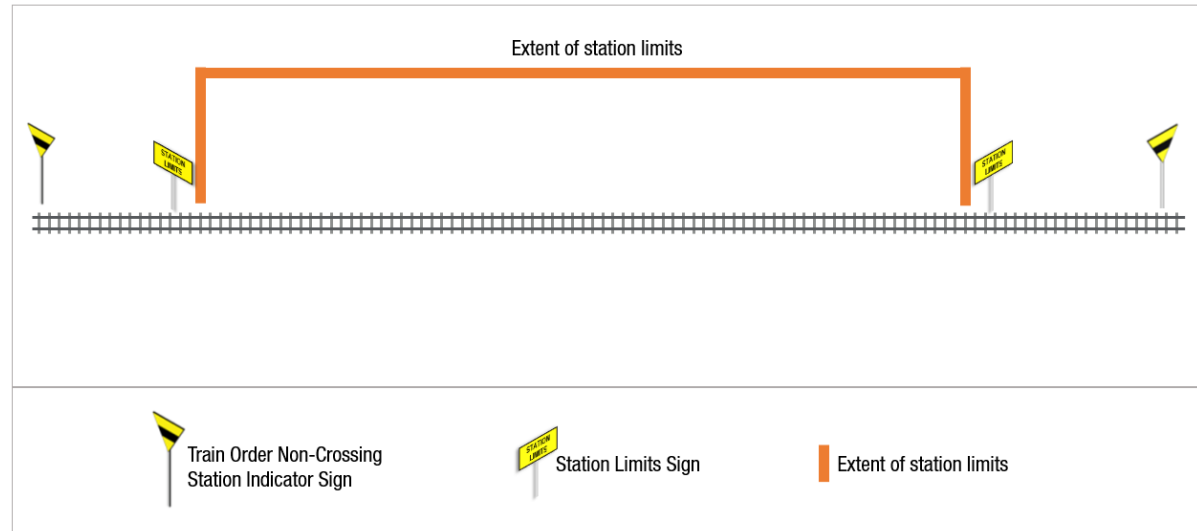 Extent of station limits
STATION
LIMITS
STATION
LIMITS
Train Order Non-Crossing
Station Indicator Sign
STATION
LIMITS
Station Limits Sign
Extent of station limits